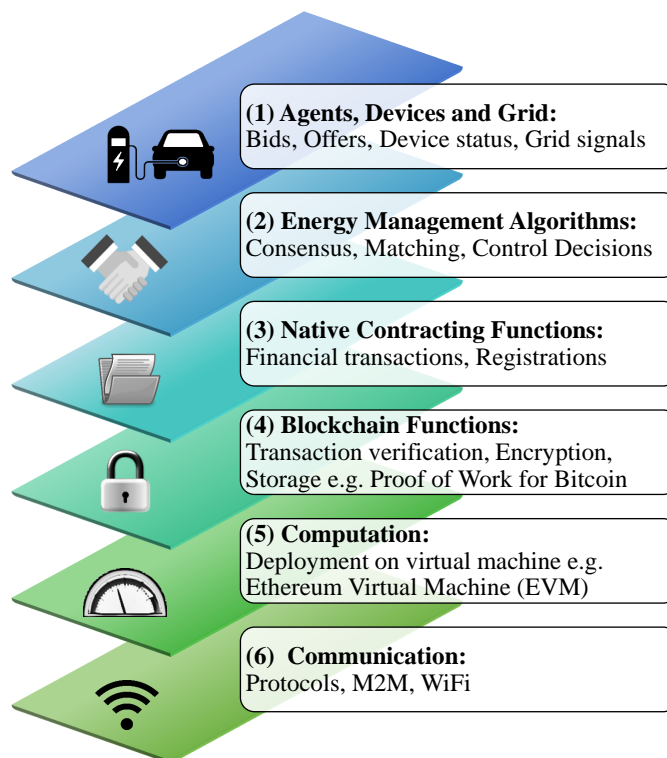 (1) Agents, Devices and Grid:
Bids, Offers, Device status, Grid signals
(2) Energy Management Algorithms:
Consensus, Matching, Control Decisions
(3) Native Contracting Functions:
Financial transactions, Registrations
(4) Blockchain Functions:
Transaction verification, Encryption,
Storage e.g. Proof of Work for Bitcoin
(5) Computation:
Deployment on virtual machine e.g.
Ethereum Virtual Machine (EVM)
(6) Communication:
Protocols, M2M, WiFi